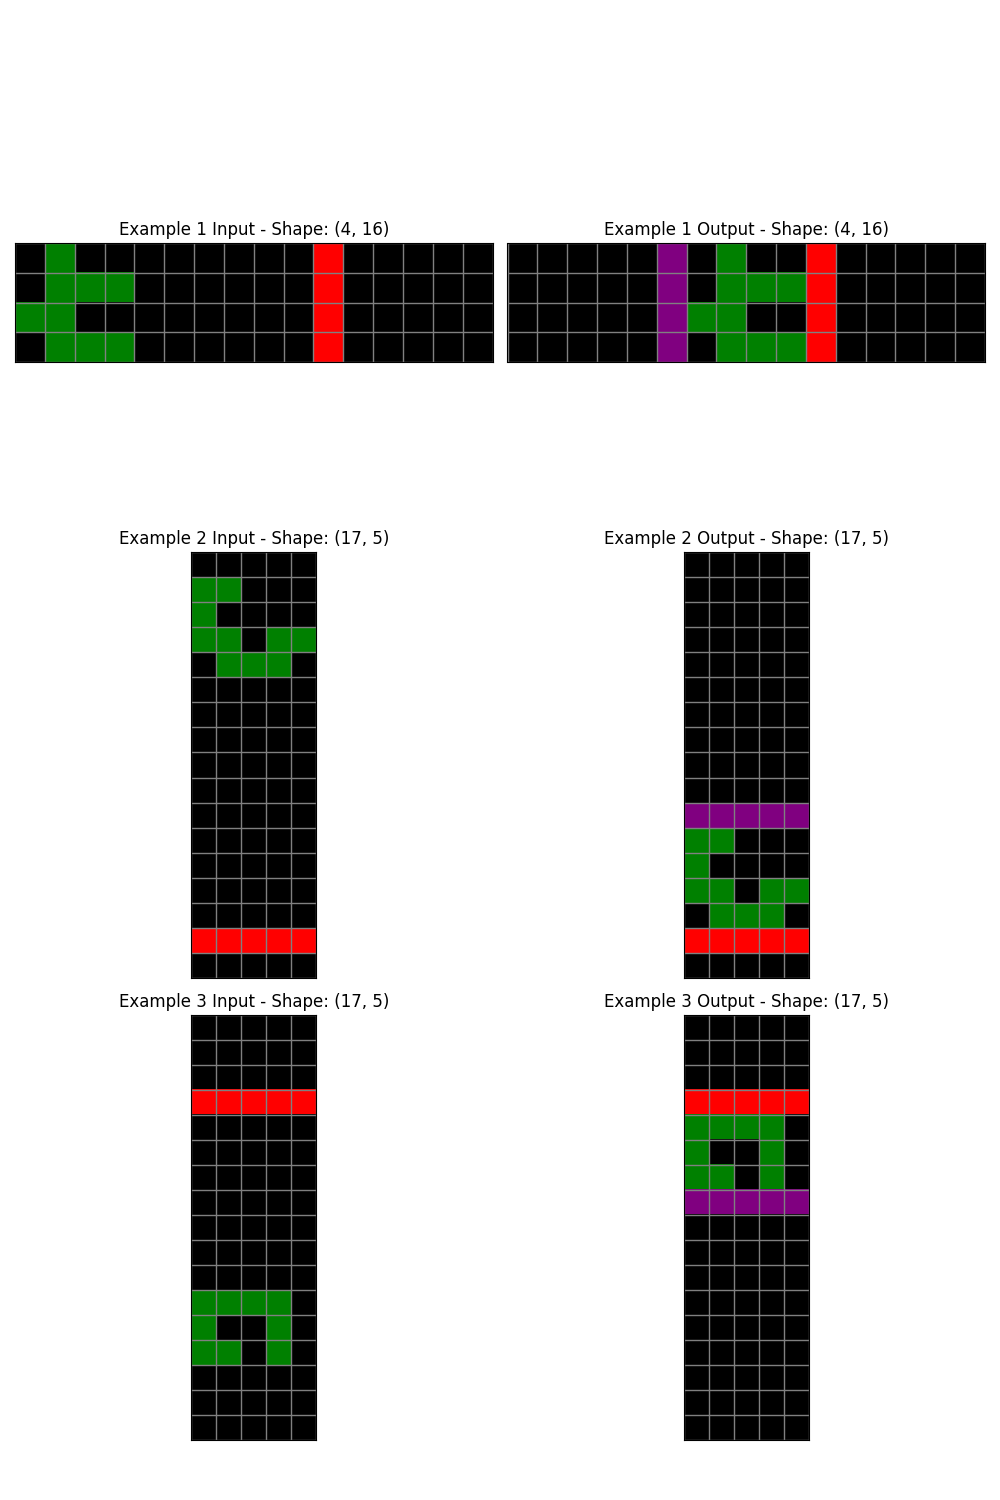 Example 1 Input - Shape: (4, 16)
Example 1 Output - Shape: (4, 16)
Example 2 Input - Shape: (17, 5)
Example 2 Output - Shape: (17, 5)
Example 3 Input - Shape: (17, 5)
Example 3 Output - Shape: (17, 5)